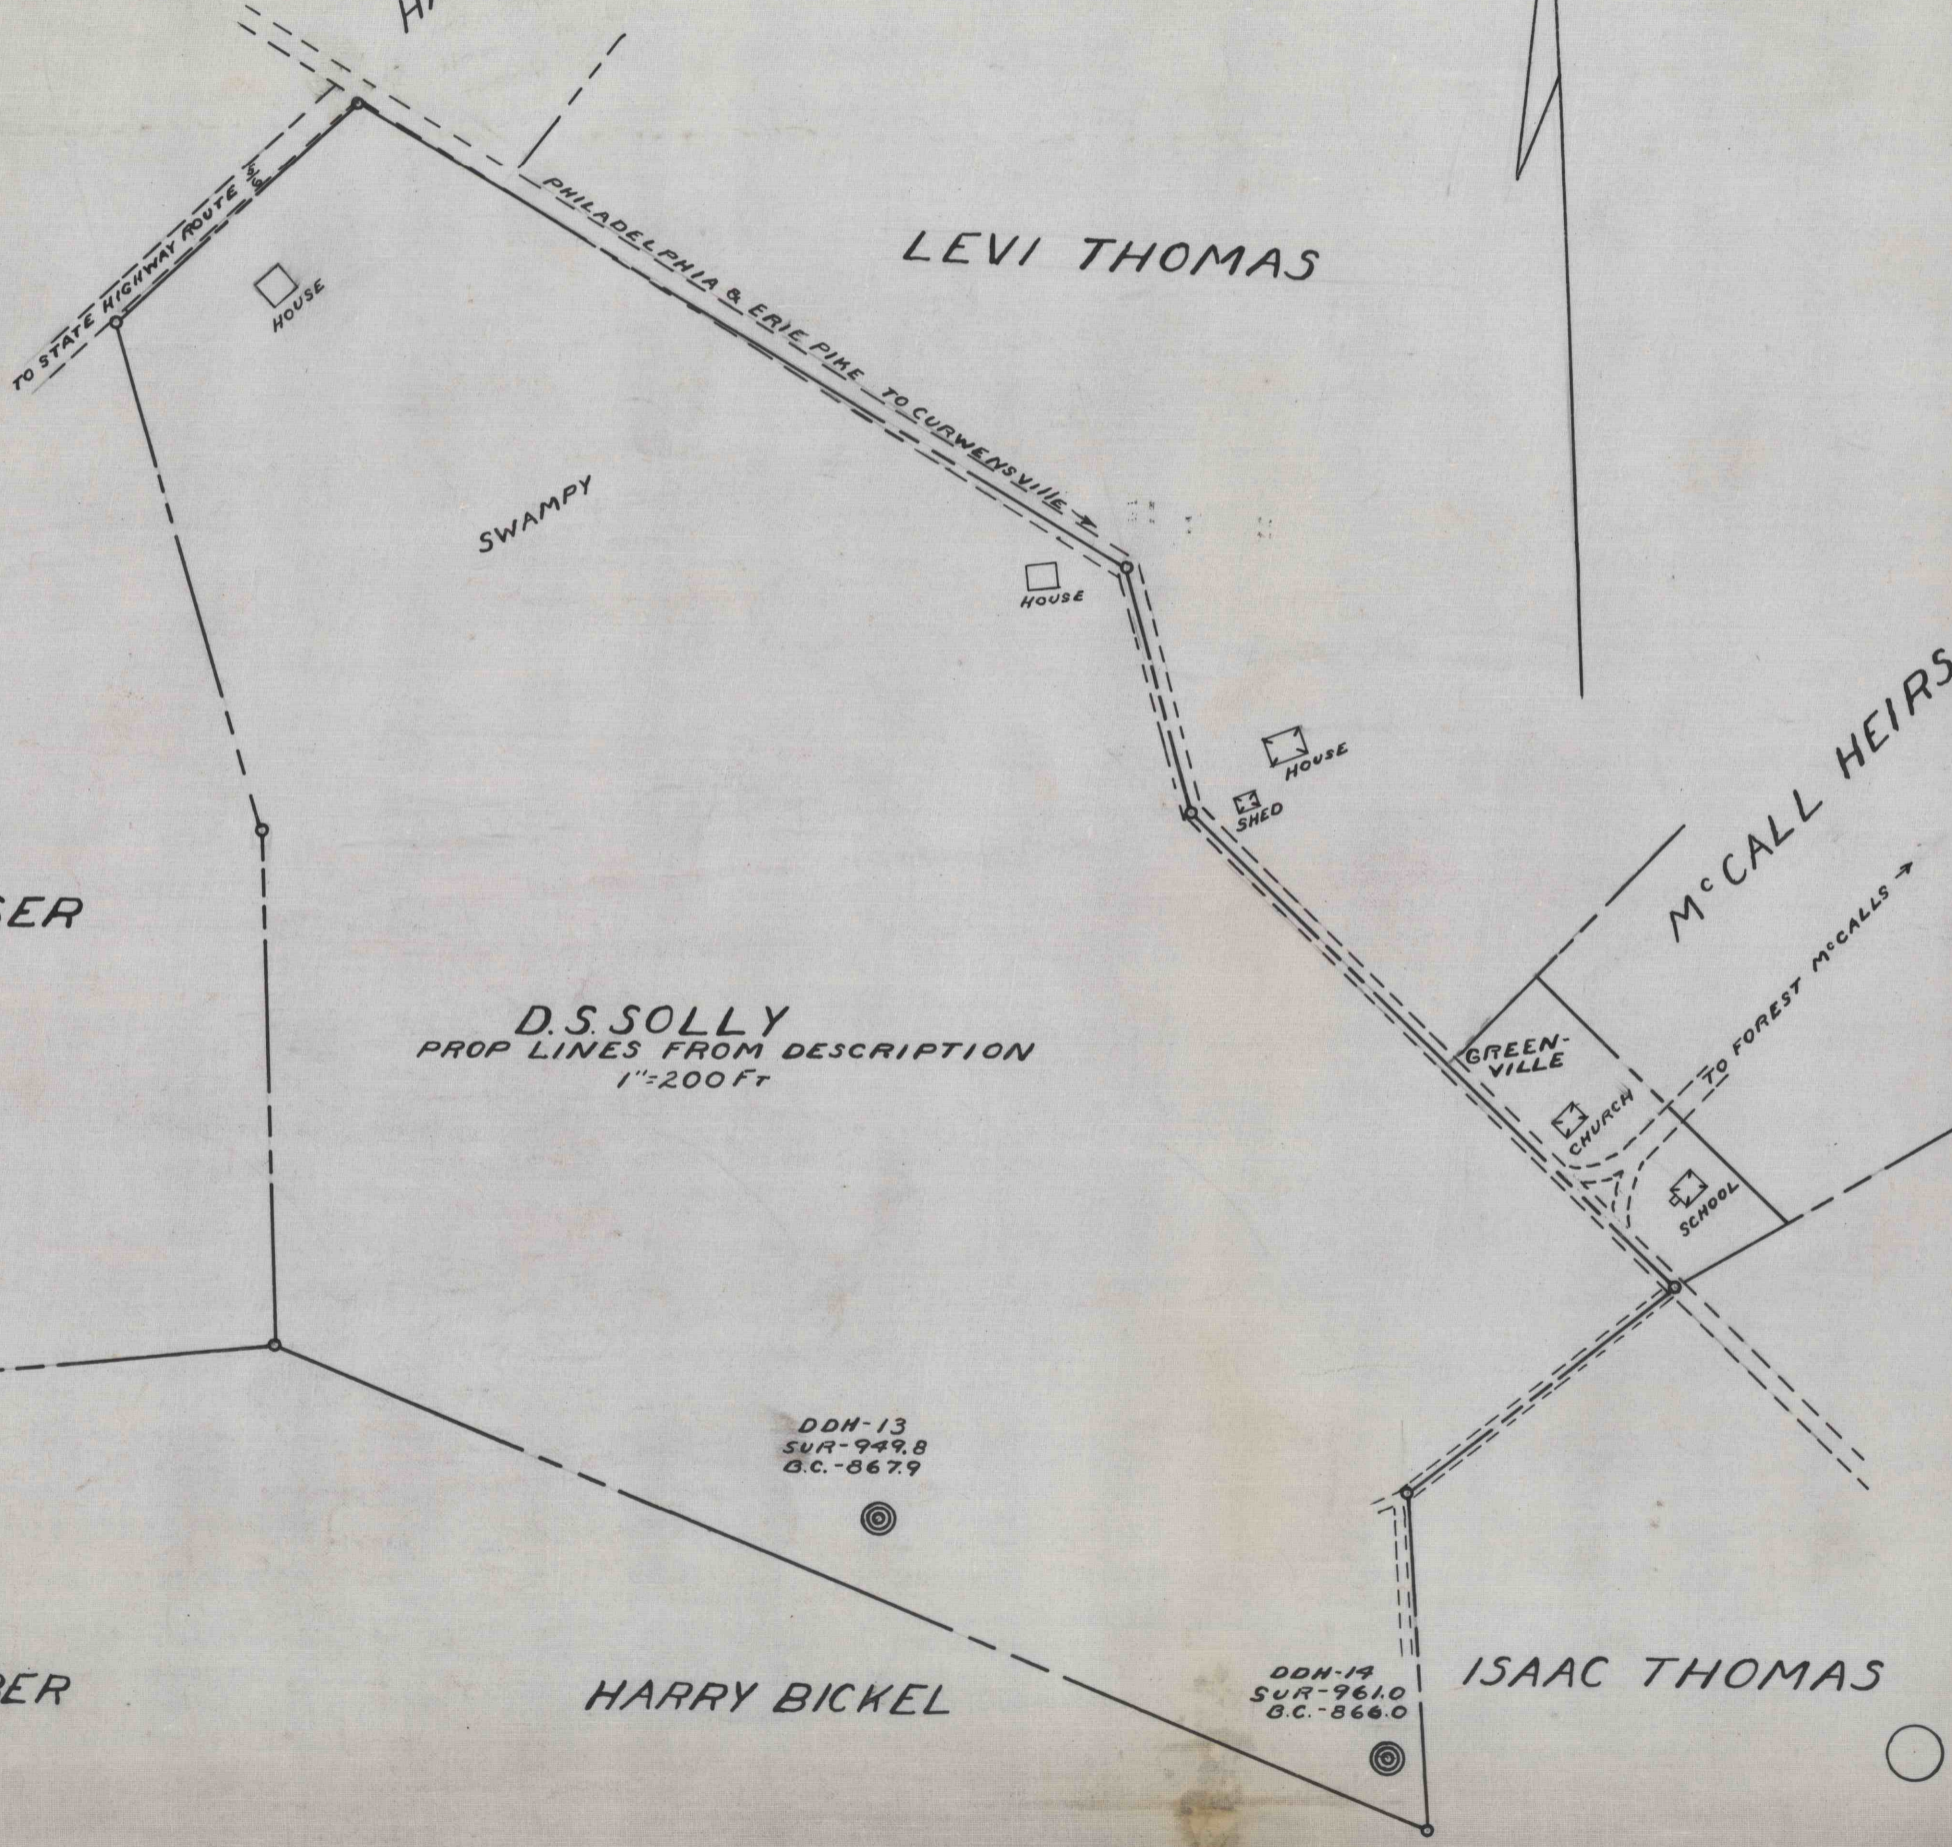 TO STATE HIGHWAY ROUTE
HOUSE
PHILADELPHIA & ERIE PIKE TO CURWENSVIllE →
LEVI THOMAS
SWAMPY
HOUSE
HOUSE
SHED
McCALL HEIRS
TO FOREST McCALLS →
D.S. SOLLY
PROP LINES FROM DESCRIPTION
1"=200 FT
GREEN-
VILLE
CHURCH
SCHOOL
DDH-13
SUR-949.8
B.C.-867.9
HARRY BICKEL
DDH-14
SUR-961.0
B.C.-866.0
ISAAC THOMAS